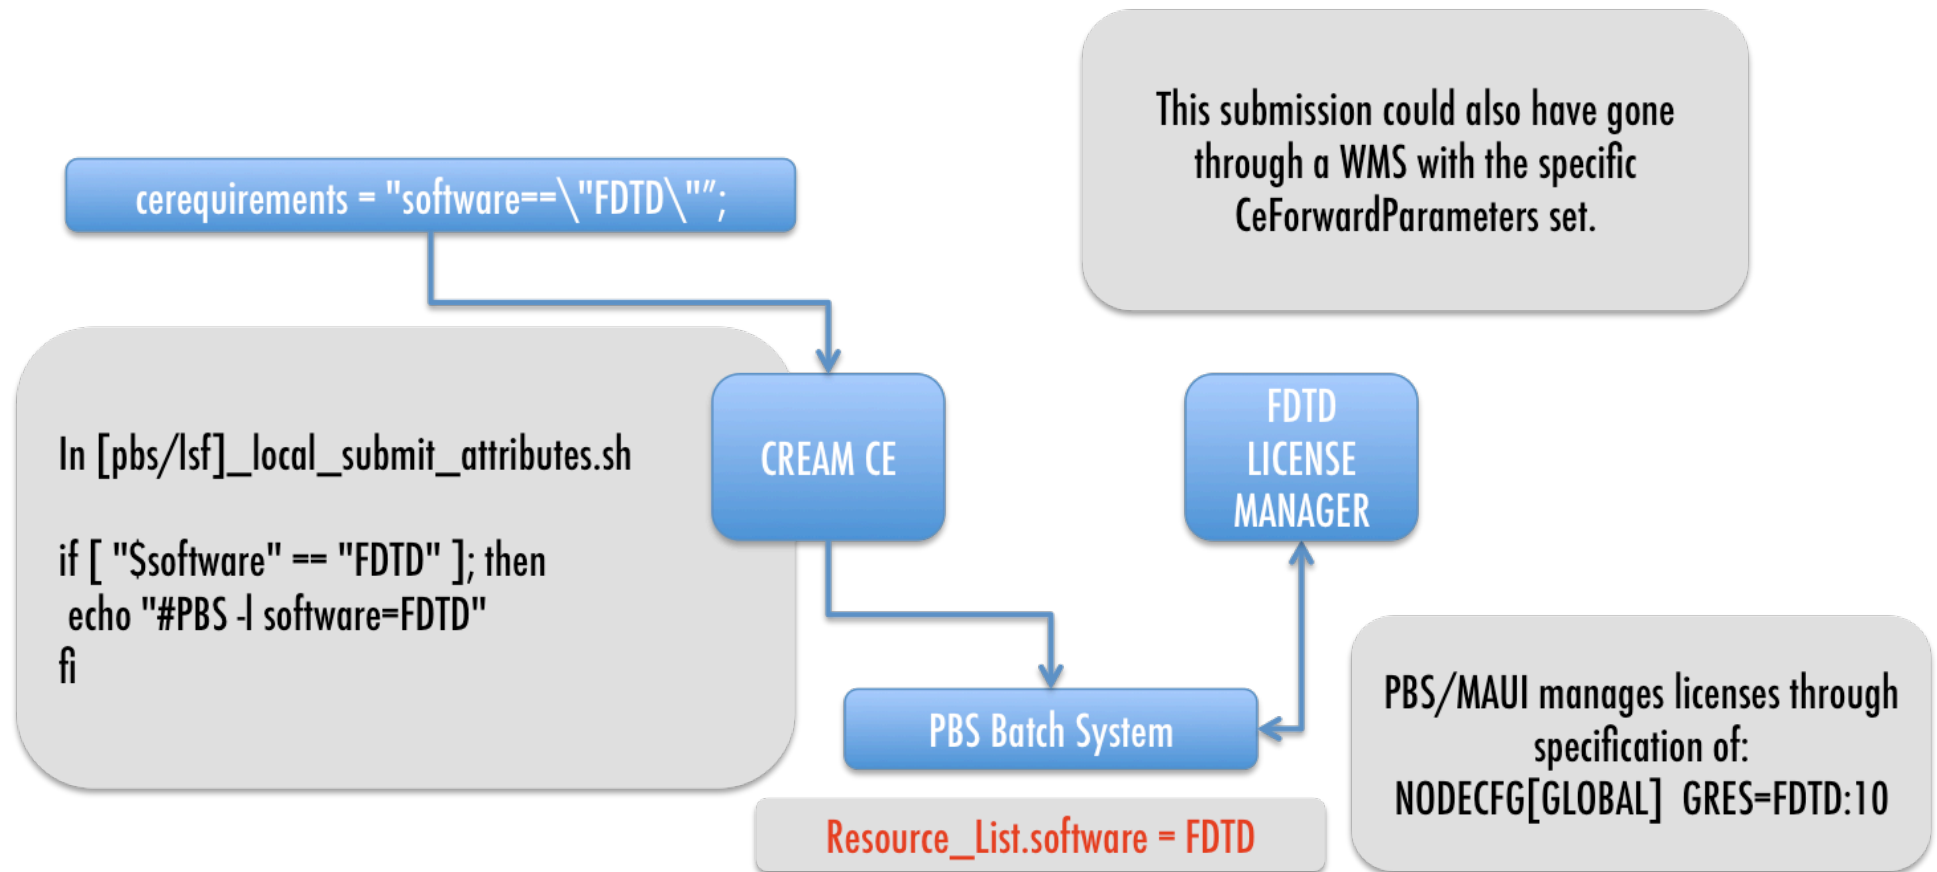 This submission could also have gone
through a WMS with the specific
CeForwardParameters set.
cerequirements = "software==\"FDTD\"”;
In [pbs/lsf]_local_submit_attributes.sh
if [ "$software" == "FDTD" ]; then
echo "#PBS -l software=FDTD"
fi
CREAM CE
FDTD
LICENSE
MANAGER
PBS Batch System
Resource_List.software = FDTD
PBS/MAUI manages licenses through
specification of:
NODECFG[GLOBAL] GRES=FDTD:10